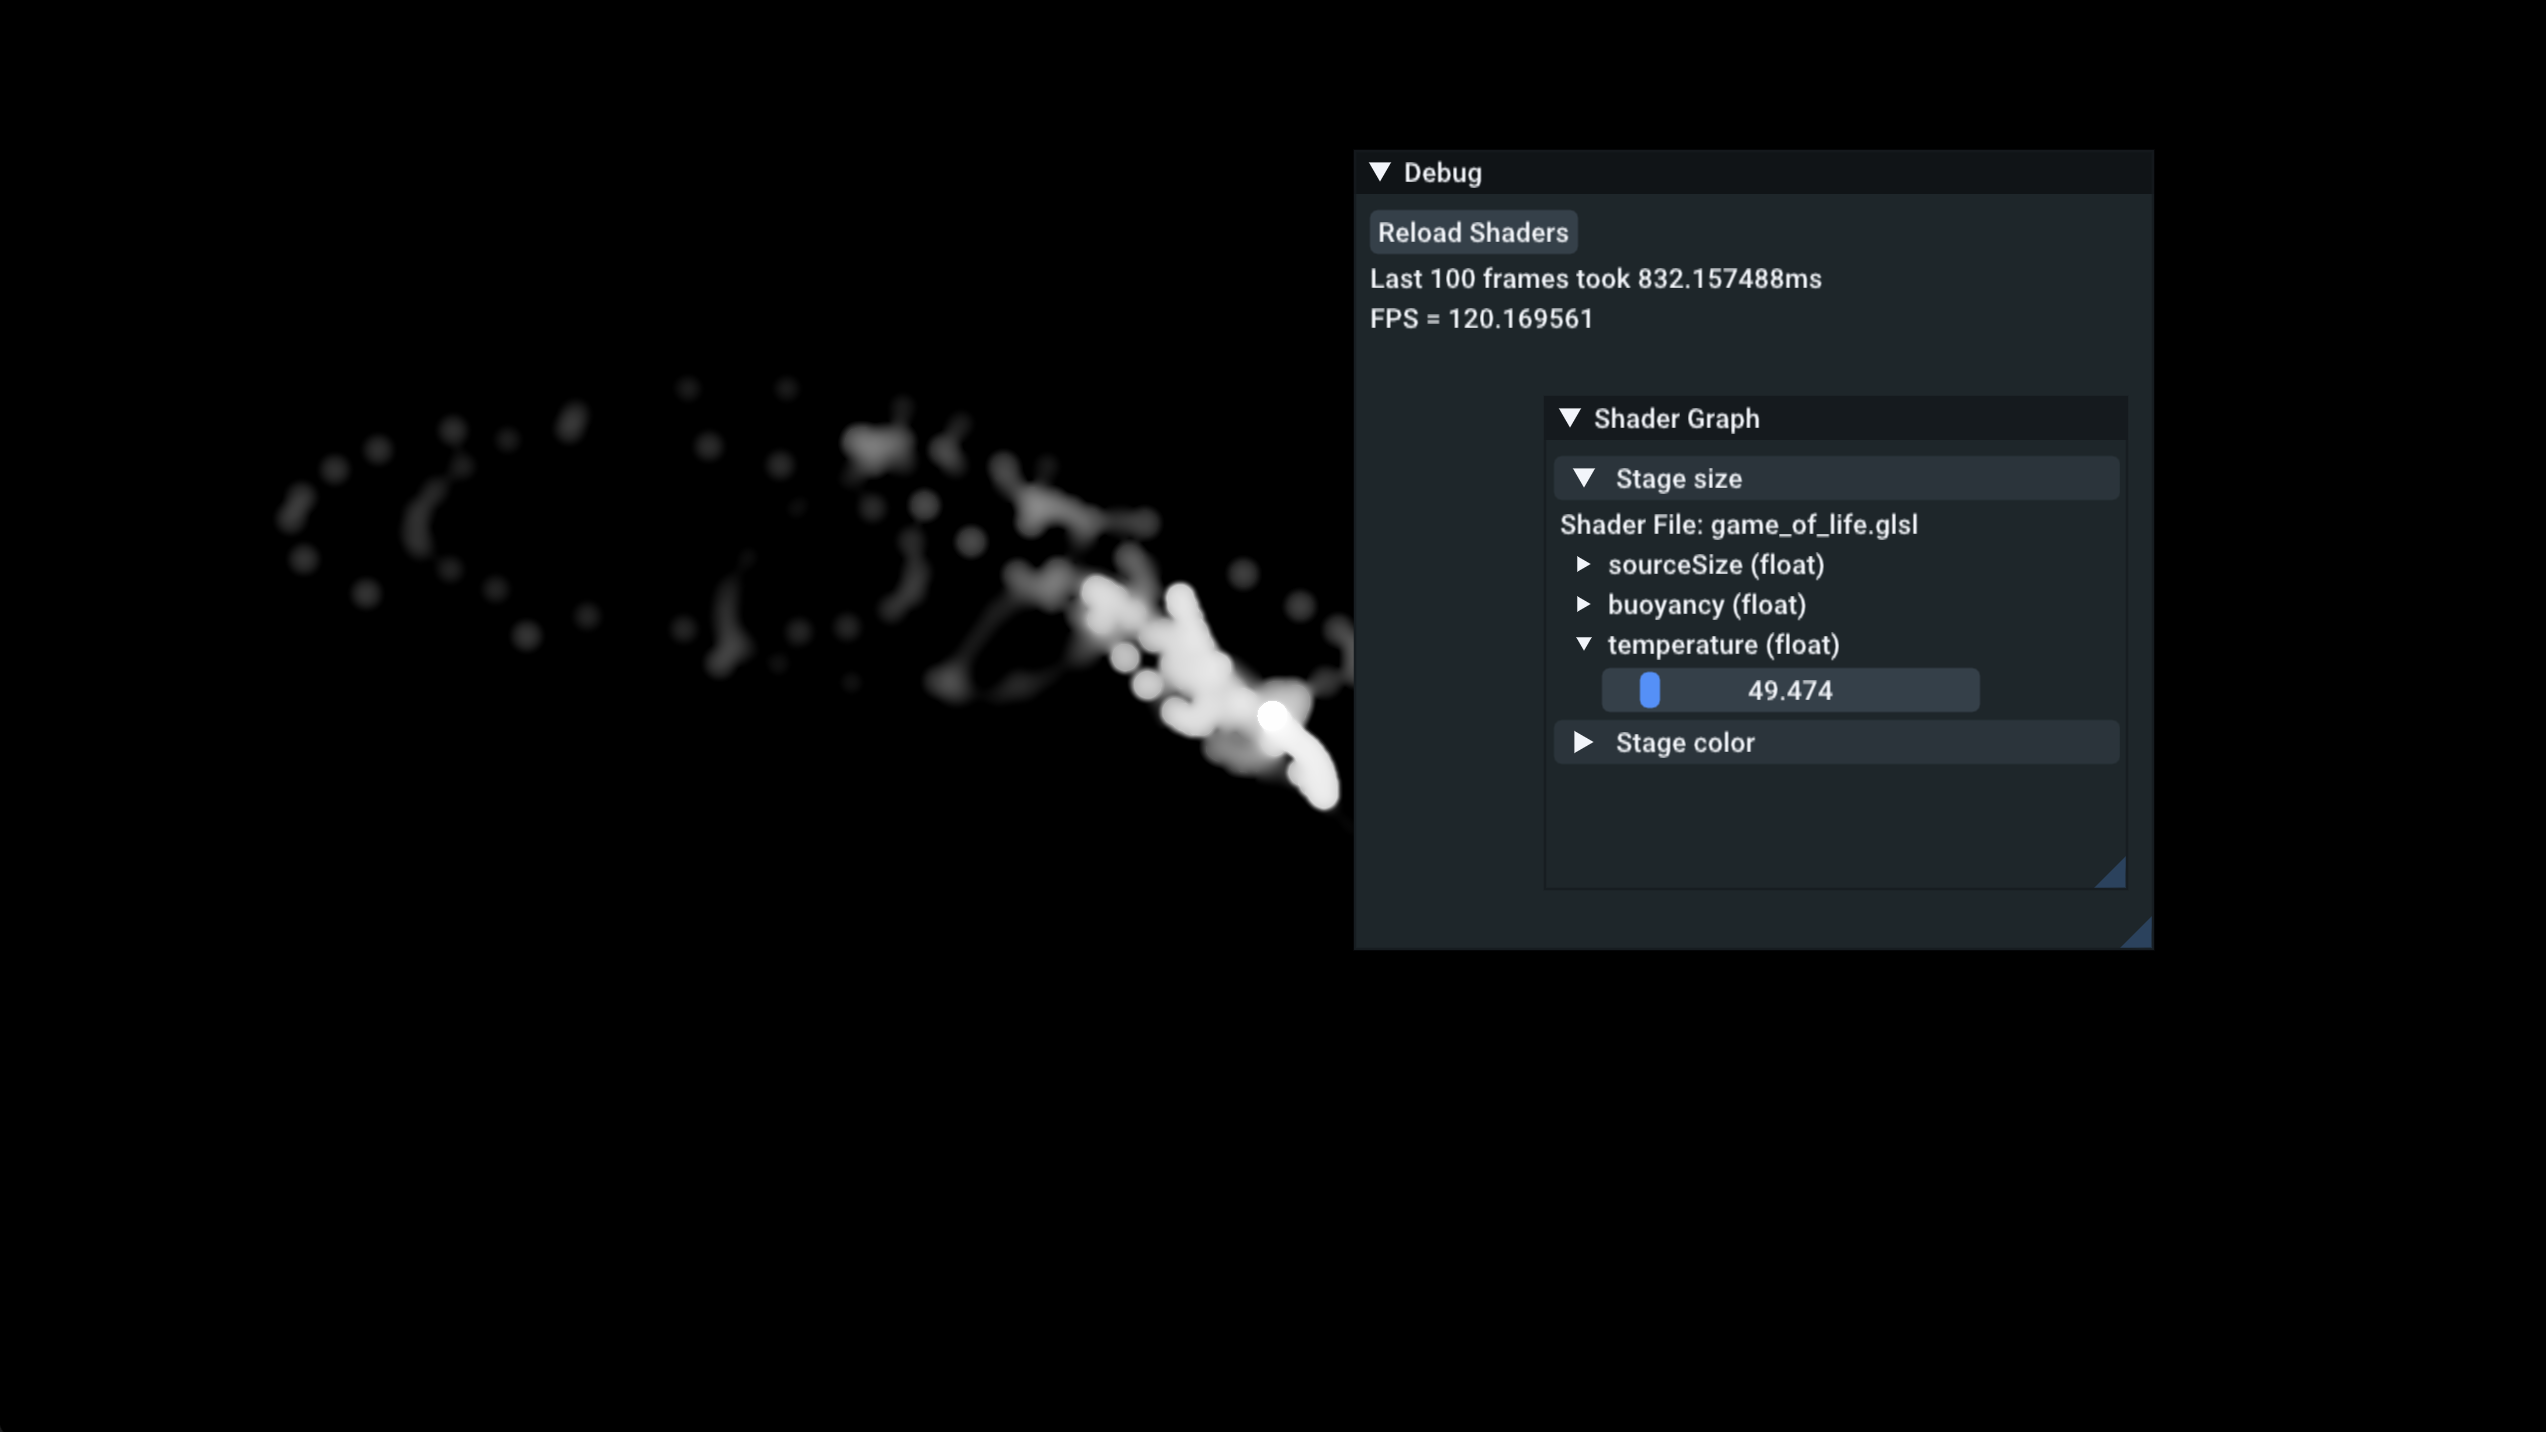 Debug
Reload Shaders
Last 100 frames took 832.157488ms
FPS = 120.169561
Shader Graph
Stage size
Shader File: game_of_life.glsl
sourceSize (float)
buoyancy (float)
temperature (float)
49.474
Stage color